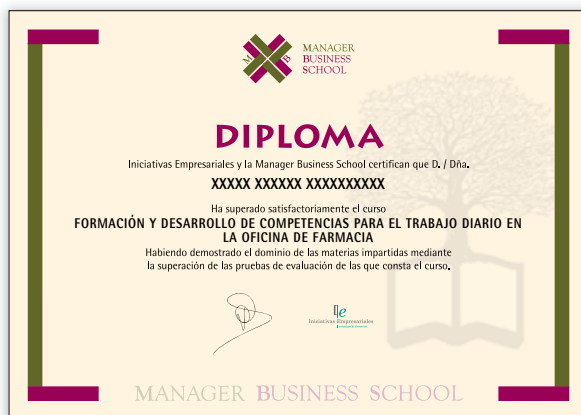 M B
MANAGER
BUSINESS
SCHOOL
DIPLOMA
Iniciativas Empresariales y la Manager Business School certifican que D. / Dña.
XXXXX XXXXXX XXXXXXXXXX
Ha superado satisfactoriamente el curso
FORMACIÓN Y DESARROLLO DE COMPETENCIAS PARA EL TRABAJO DIARIO EN
LA OFICINA DE FARMACIA
Habiendo demostrado el dominio de las materias impartidas mediante
la superación de las pruebas de evaluación de las que consta el curso.
Iniciativas Empresariales
MANAGER BUSINESS SCHOOL